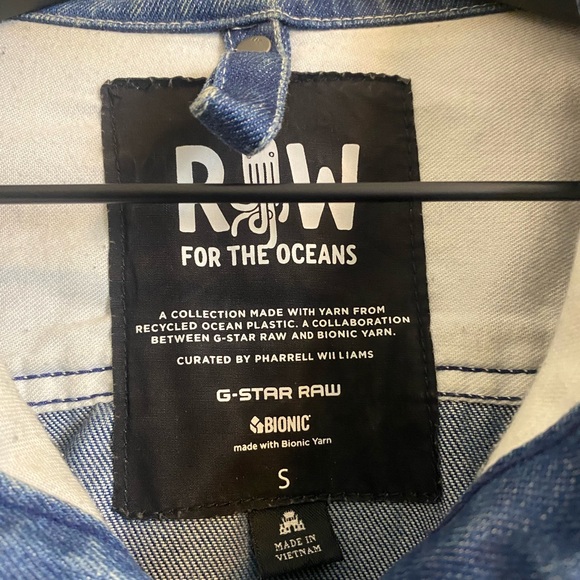 RAW
FOR THE OCEANS
A COLLECTION MADE WITH YARN FROM
RECYCLED OCEAN PLASTIC. A COLLABORATION
BETWEEN G-STAR RAW AND BIONIC YARN.
CURATED BY PHARRELL WILLIAMS
G-STAR RAW
BIONIC
made with Bionic Yarn
S
MADE IN
VIETNAM